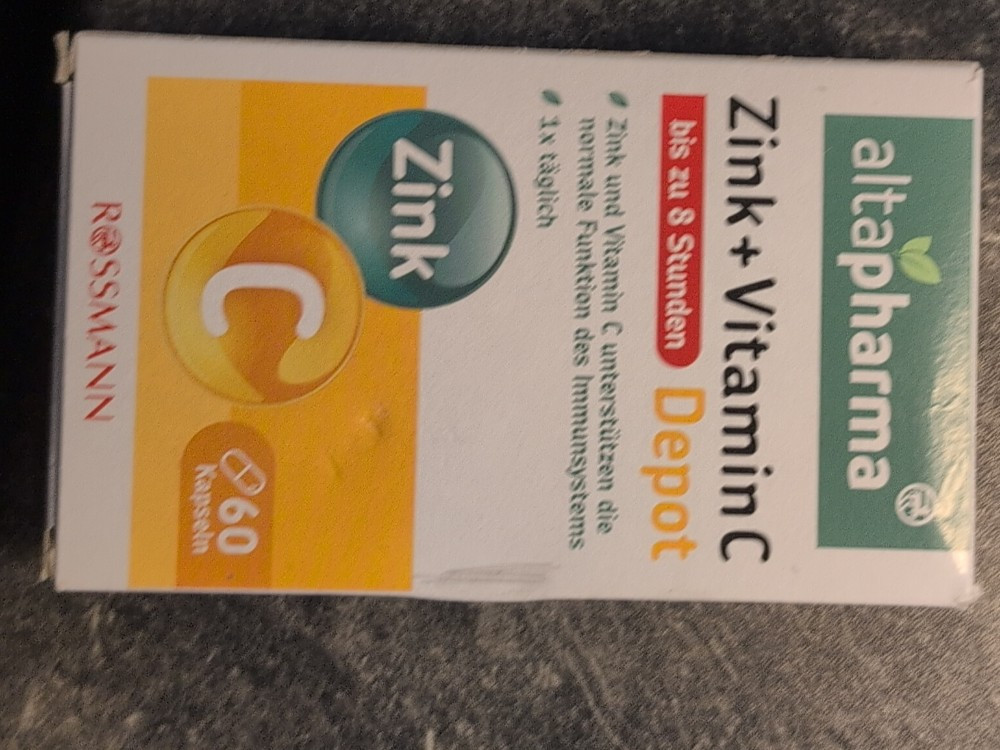 altapharma
Zink + Vitamin C
bis zu 8 Stunden Depot
Zink und Vitamin C unterstützen die
normale Funktion des Immunsystems
1x täglich
Zink
C
60
Kapseln
ROSSMANN